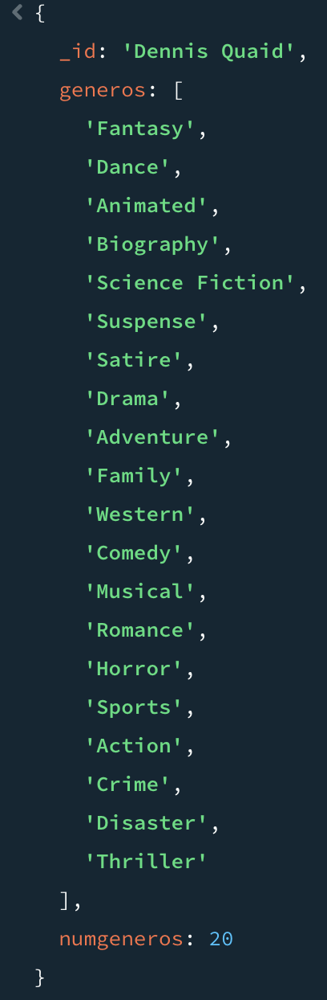 {
_id: 'Dennis Quaid',
generos: [
'Fantasy',
'Dance',
'Animated',
'Biography',
'Science Fiction',
'Suspense',
'Satire',
'Drama',
'Adventure',
'Family',
'Western',
'Comedy',
'Musical',
'Romance',
'Horror',
'Sports',
'Action',
'Crime',
'Disaster',
'Thriller'
],
numgeneros: 20
}